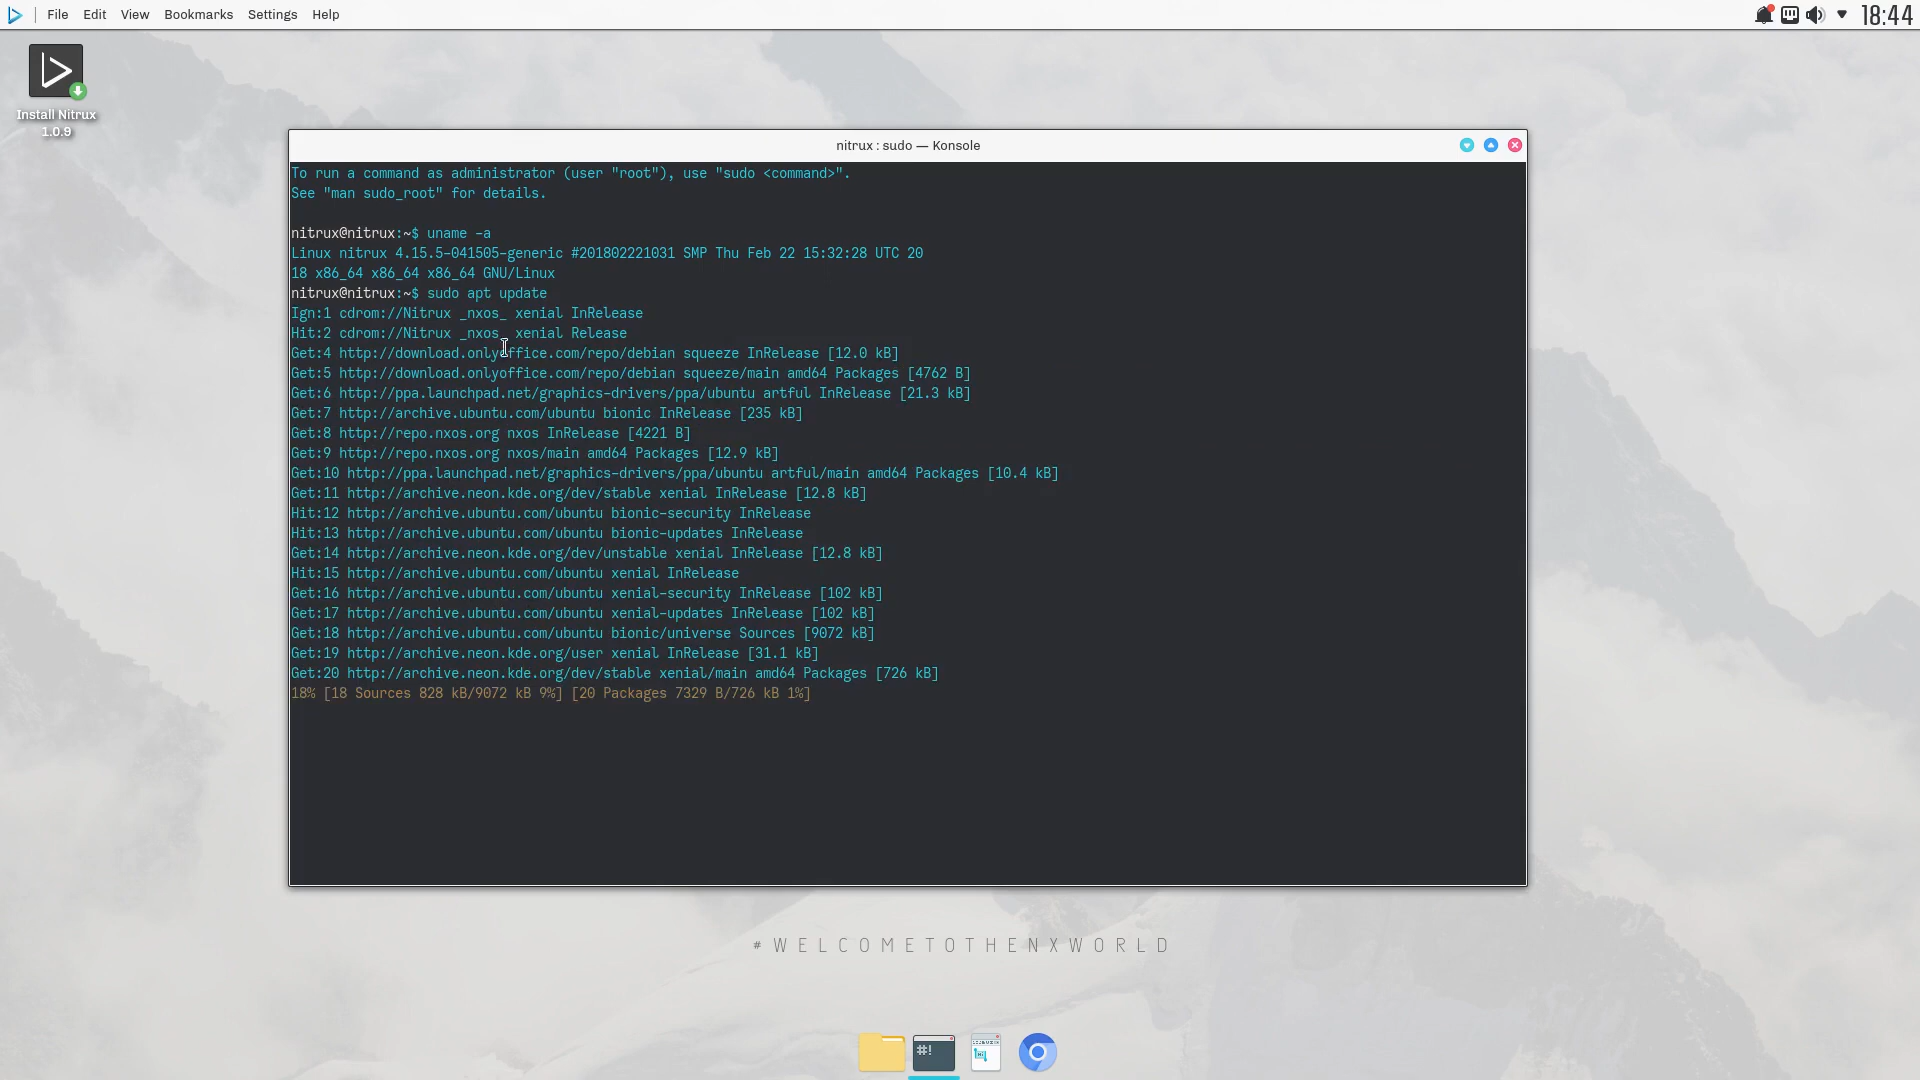 File Edit View Bookmarks Settings Help
18:44
Install Nitrux
1.0.9
nitrux : sudo — Konsole
To run a command as administrator (user "root"), use "sudo <command>".
See "man sudo_root" for details.
nitrux@nitrux:~$ uname -a
Linux nitrux 4.15.5-041505-generic #201802221031 SMP Thu Feb 22 15:32:28 UTC 20
18 x86_64 x86_64 x86_64 GNU/Linux
nitrux@nitrux:~$ sudo apt update
Ign:1 cdrom://Nitrux _nxos_ xenial InRelease
Hit:2 cdrom://Nitrux _nxos_ xenial Release
Get:4 http://download.onlyoffice.com/repo/debian squeeze InRelease [12.0 kB]
Get:5 http://download.onlyoffice.com/repo/debian squeeze/main amd64 Packages [4762 B]
Get:6 http://ppa.launchpad.net/graphics-drivers/ppa/ubuntu artful InRelease [21.3 kB]
Get:7 http://archive.ubuntu.com/ubuntu bionic InRelease [235 kB]
Get:8 http://repo.nxos.org nxos InRelease [4221 B]
Get:9 http://repo.nxos.org nxos/main amd64 Packages [12.9 kB]
Get:10 http://ppa.launchpad.net/graphics-drivers/ppa/ubuntu artful/main amd64 Packages [10.4 kB]
Get:11 http://archive.neon.kde.org/dev/stable xenial InRelease [12.8 kB]
Hit:12 http://archive.ubuntu.com/ubuntu bionic-security InRelease
Hit:13 http://archive.ubuntu.com/ubuntu bionic-updates InRelease
Get:14 http://archive.neon.kde.org/dev/unstable xenial InRelease [12.8 kB]
Hit:15 http://archive.ubuntu.com/ubuntu xenial InRelease
Get:16 http://archive.ubuntu.com/ubuntu xenial-security InRelease [102 kB]
Get:17 http://archive.ubuntu.com/ubuntu xenial-updates InRelease [102 kB]
Get:18 http://archive.ubuntu.com/ubuntu bionic/universe Sources [9072 kB]
Get:19 http://archive.neon.kde.org/user xenial InRelease [31.1 kB]
Get:20 http://archive.neon.kde.org/dev/stable xenial/main amd64 Packages [726 kB]
18% [18 Sources 828 kB/9072 kB 9%] [20 Packages 7329 B/726 kB 1%]
#WELCOMETOTHENXWORLD
#!